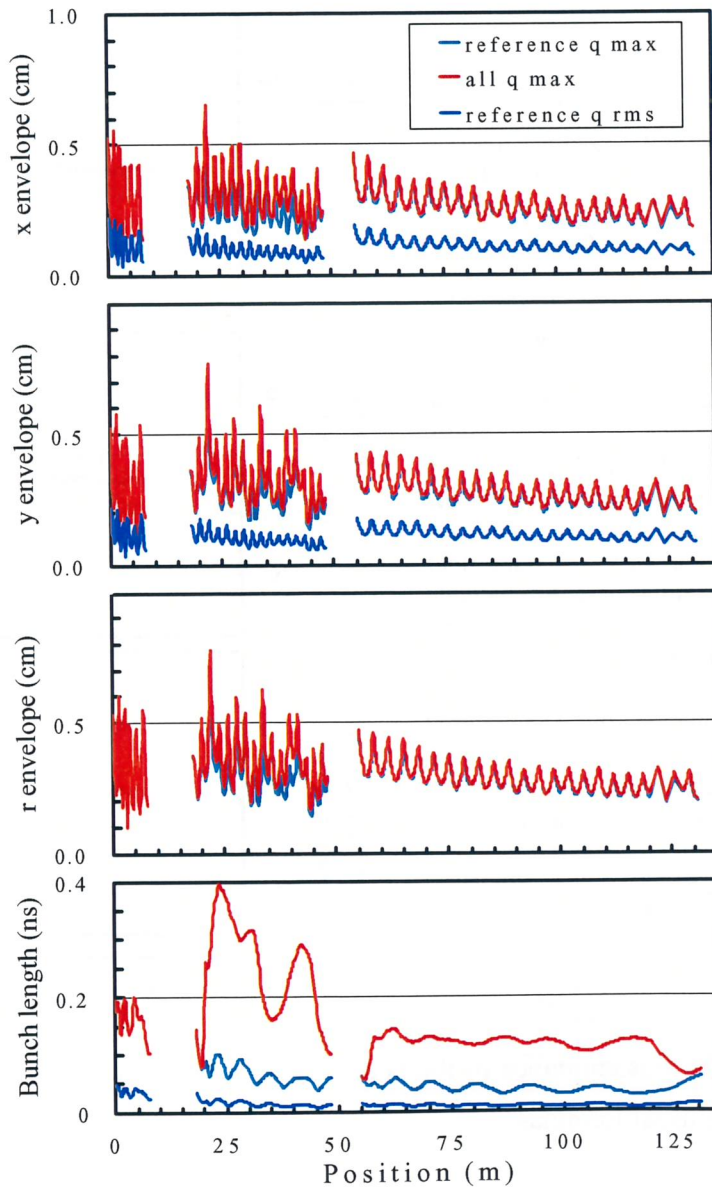 1.0
reference q max
all q max
reference q rms
0.5
0.0
x envelope (cm)
0.5
0.0
y envelope (cm)
0.5
0.0
r envelope (cm)
0.4
0.2
0
Bunch length (ns)
0 25 50 75 100 125
Position (m)